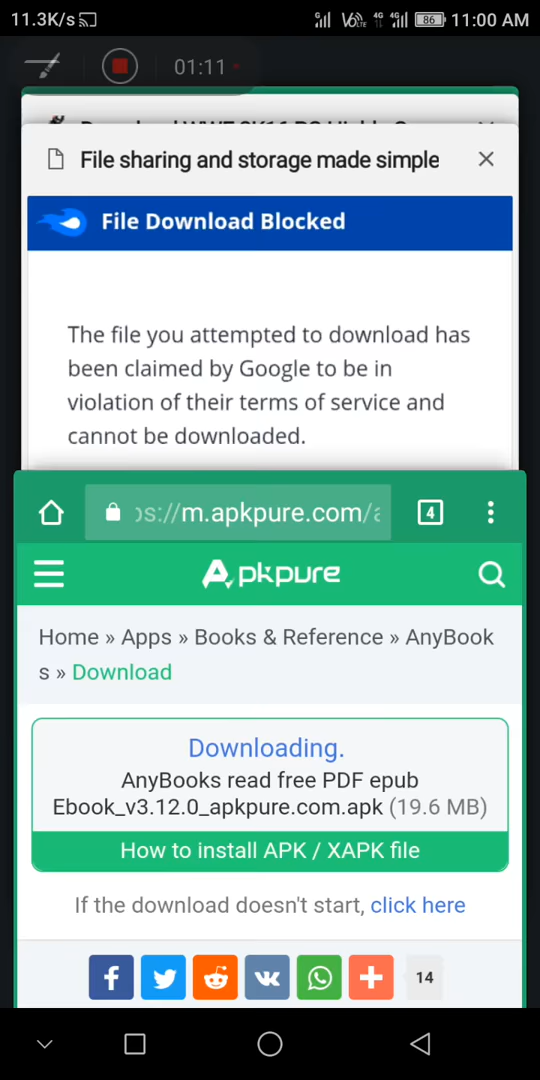 11.3K/s 86 11:00 AM
01:11
File sharing and storage made simple
File Download Blocked
The file you attempted to download has
been claimed by Google to be in
violation of their terms of service and
cannot be downloaded.
m.apkpure.com/a 4
Apkpure
Home » Apps » Books & Reference » AnyBook
s » Download
Downloading.
AnyBooks read free PDF epub
Ebook_v3.12.0_apkpure.com.apk (19.6 MB)
How to install APK / XAPK file
If the download doesn't start, click here
14